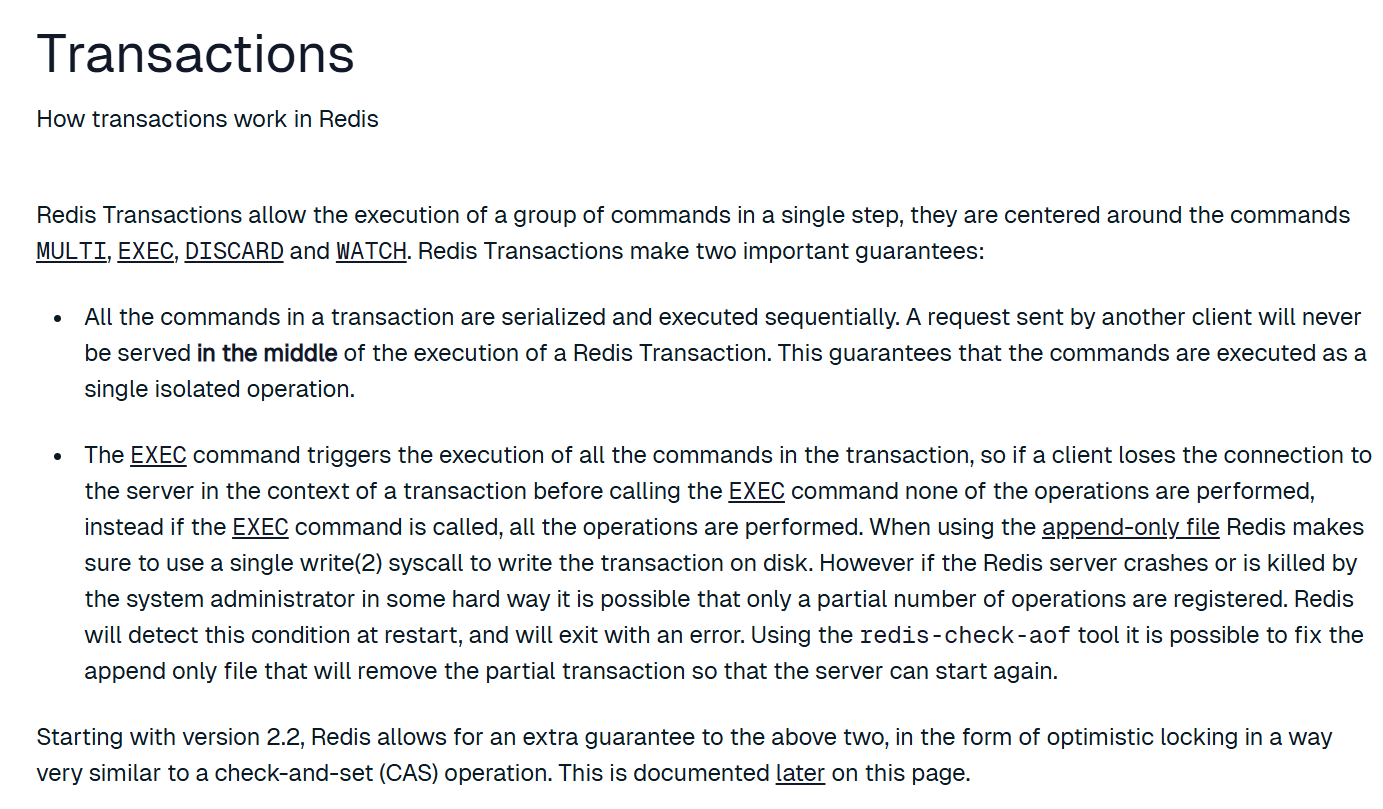 Transactions
How transactions work in Redis
Redis Transactions allow the execution of a group of commands in a single step, they are centered around the commands
MULTI, EXEC, DISCARD and WATCH. Redis Transactions make two important guarantees:
• All the commands in a transaction are serialized and executed sequentially. A request sent by another client will never
be served in the middle of the execution of a Redis Transaction. This guarantees that the commands are executed as a
single isolated operation.
• The EXEC command triggers the execution of all the commands in the transaction, so if a client loses the connection to
the server in the context of a transaction before calling the EXEC command none of the operations are performed,
instead if the EXEC command is called, all the operations are performed. When using the append-only file Redis makes
sure to use a single write(2) syscall to write the transaction on disk. However if the Redis server crashes or is killed by
the system administrator in some hard way it is possible that only a partial number of operations are registered. Redis
will detect this condition at restart, and will exit with an error. Using the redis-check-aof tool it is possible to fix the
append only file that will remove the partial transaction so that the server can start again.
Starting with version 2.2, Redis allows for an extra guarantee to the above two, in the form of optimistic locking in a way
very similar to a check-and-set (CAS) operation. This is documented later on this page.